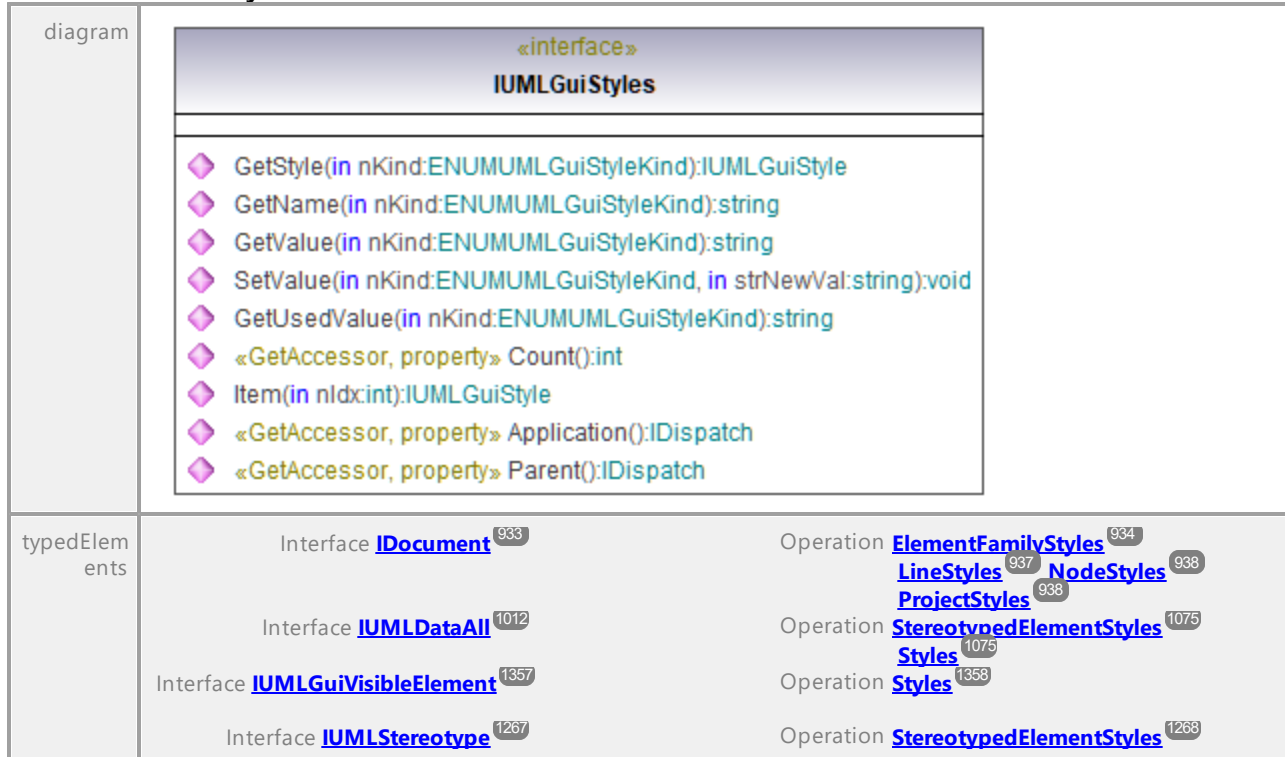 diagram
«interface»
IUMLGuiStyles
GetStyle(in nKind:ENUMUMLGuiStyleKind):IUMLGuiStyle
GetName(in nKind:ENUMUMLGuiStyleKind):string
GetValue(in nKind:ENUMUMLGuiStyleKind):string
SetValue(in nKind:ENUMUMLGuiStyleKind, in strNewVal:string):void
GetUsedValue(in nKind:ENUMUMLGuiStyleKind):string
«GetAccessor, property» Count():int
Item(in nIdx:int):IUMLGuiStyle
«GetAccessor, property» Application():IDispatch
«GetAccessor, property» Parent():IDispatch
typedElem
ents
Interface IDocument 933
Operation ElementFamilyStyles 934
LineStyles 937 NodeStyles 938
ProjectStyles 938
Interface IUMLDataAll 1012
Operation StereotypedElementStyles 1075
Styles 1075
Interface IUMLGuiVisibleElement 1357
Operation Styles 1358
Interface IUMLStereotype 1267
Operation StereotypedElementStyles 1268